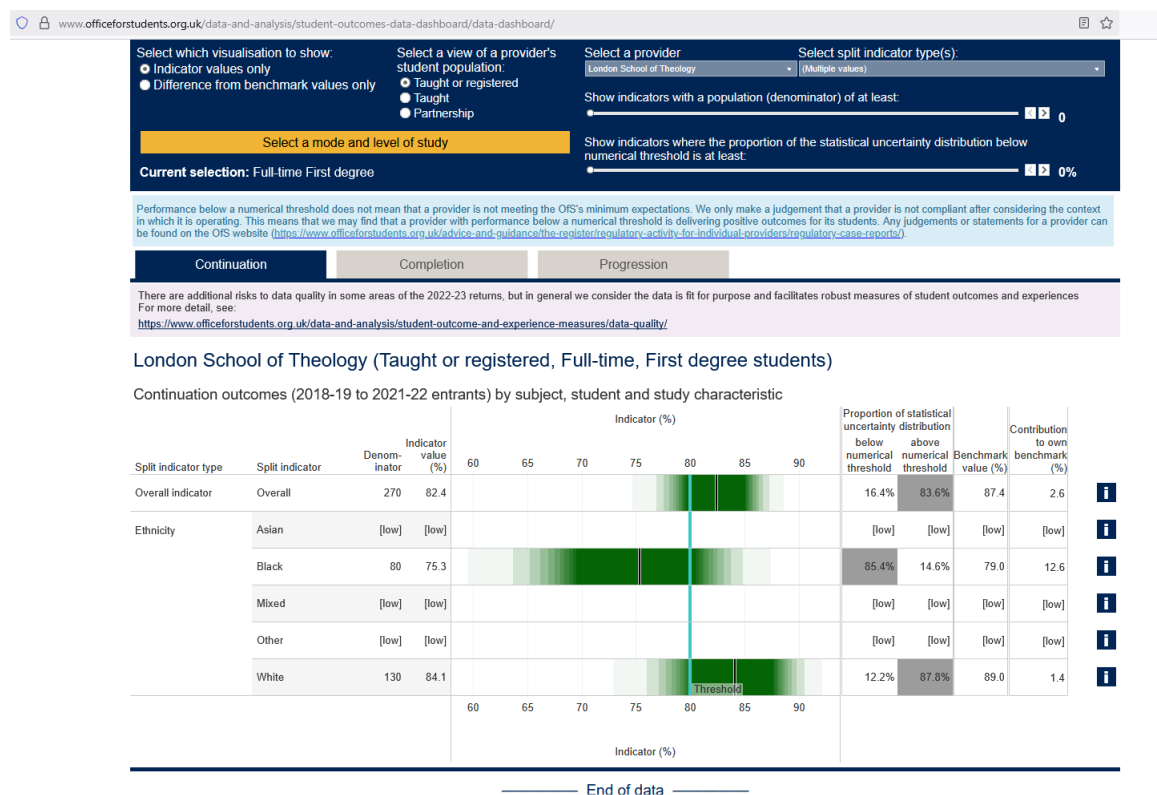 www.officeforstudents.org.uk/data-and-analysis/student-outcomes-data-dashboard/data-dashboard/
Select which visualisation to show:
Indicator values only
Difference from benchmark values only
Select a view of a provider's
student population:
Taught or registered
Taught
Partnership
Select a provider
London School of Theology
Select split indicator type(s):
(Multiple values)
Show indicators with a population (denominator) of at least:
0
Select a mode and level of study
Show indicators where the proportion of the statistical uncertainty distribution below
numerical threshold is at least:
0%
Current selection: Full-time First degree
Performance below a numerical threshold does not mean that a provider is not meeting the OfS's minimum expectations. We only make a judgement that a provider is not compliant after considering the context
in which it is operating. This means that we may find that a provider with performance below a numerical threshold is delivering positive outcomes for its students. Any judgements or statements for a provider can
be found on the OfS website (https://www.officeforstudents.org.uk/advice-and-guidance/the-register/regulatory-activity-for-individual-providers/regulatory-case-reports/).
Continuation
Completion
Progression
There are additional risks to data quality in some areas of the 2022-23 returns, but in general we consider the data is fit for purpose and facilitates robust measures of student outcomes and experiences
For more detail, see:
https://www.officeforstudents.org.uk/data-and-analysis/student-outcome-and-experience-measures/data-quality/
London School of Theology (Taught or registered, Full-time, First degree students)
Continuation outcomes (2018-19 to 2021-22 entrants) by subject, student and study characteristic
Split indicator type
Split indicator
Denom-
inator
Indicator
value
(%)
Indicator (%)
60 65 70 75 80 85 90
Proportion of statistical
uncertainty distribution
below
numerical
threshold
above
numerical
threshold
Benchmark
value (%)
Contribution
to own
benchmark
(%)
Overall indicator Overall 270 82.4 16.4% 83.6% 87.4 2.6 i
Ethnicity Asian [low] [low] [low] [low] [low] [low] i
Black 80 75.3 85.4% 14.6% 79.0 12.6 i
Mixed [low] [low] [low] [low] [low] [low] i
Other [low] [low] [low] [low] [low] [low] i
White 130 84.1 12.2% 87.8% 89.0 1.4 i
Threshold
60 65 70 75 80 85 90
Indicator (%)
End of data